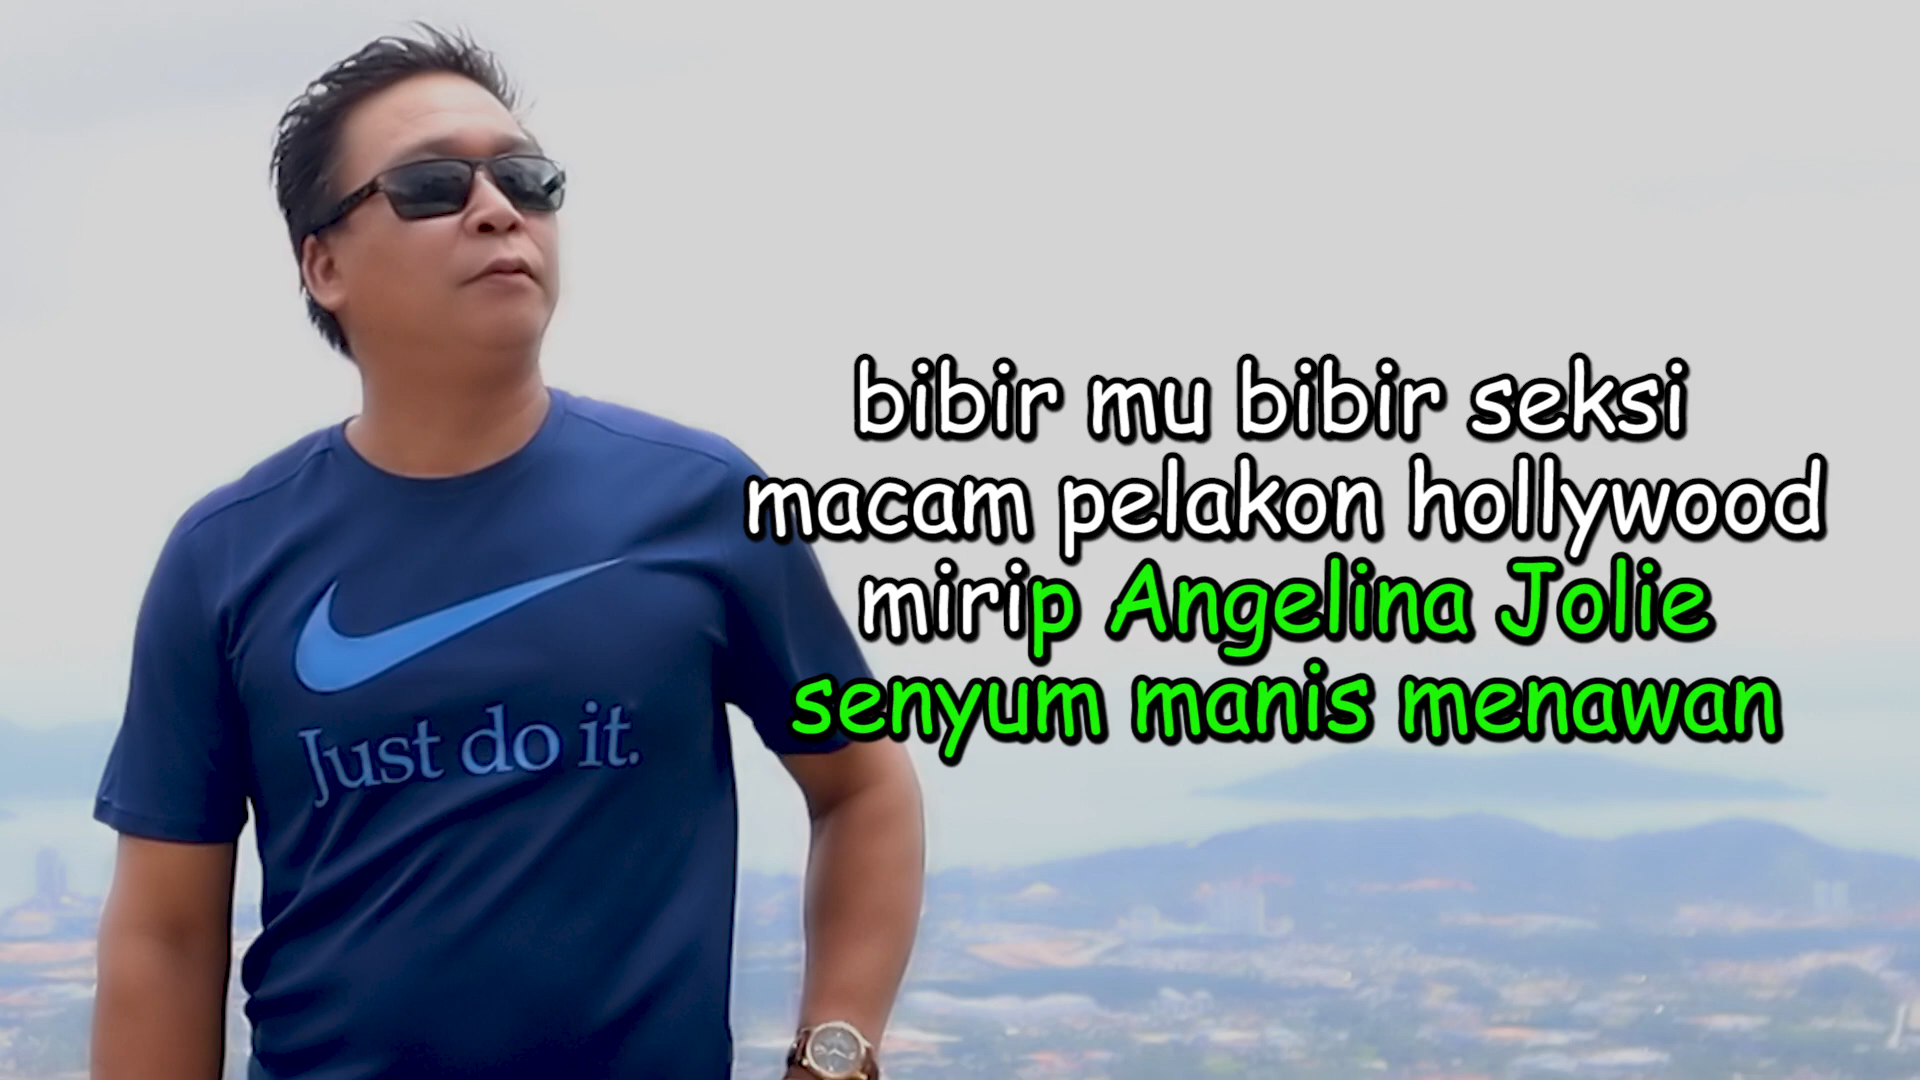 bibir mu bibir seksi
macam pelakon hollywood
mirip Angelina Jolie
senyum manis menawan
Just do it.